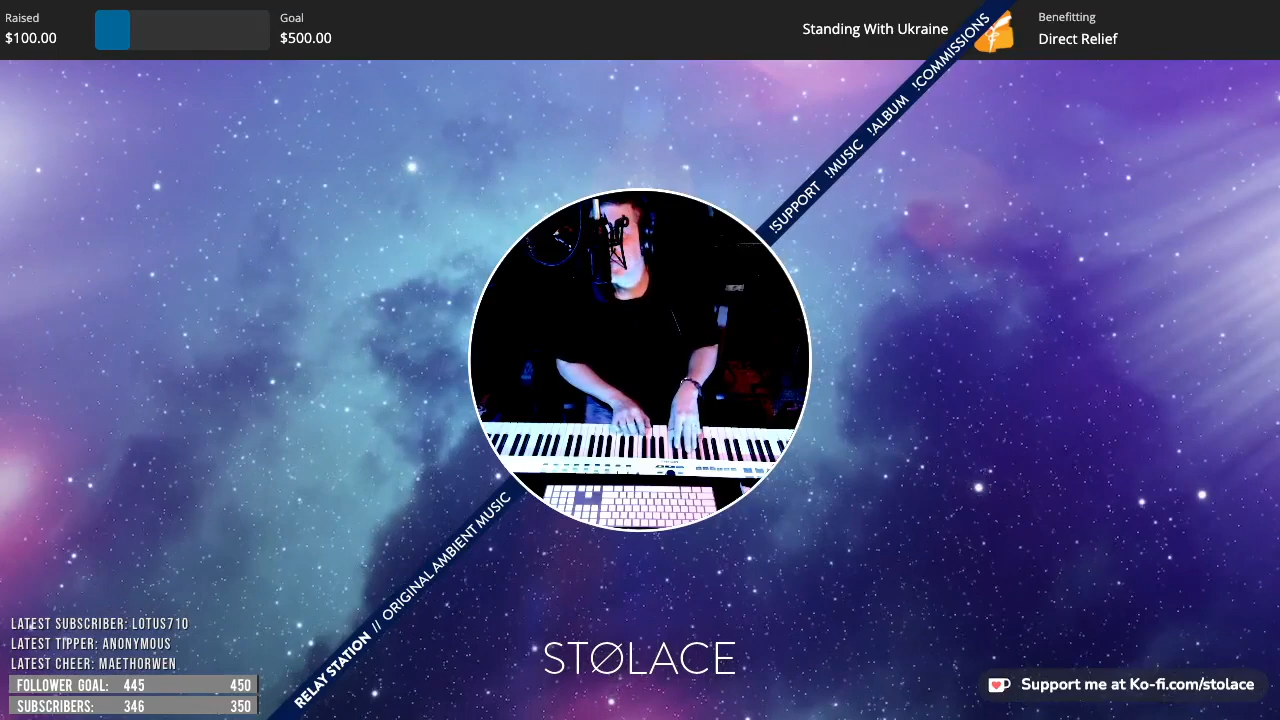 Raised
$100.00
Goal
$500.00
Standing With Ukraine
Benefitting
Direct Relief
!SUPPORT !MUSIC !ALBUM !COMMISSIONS
RELAY STATION // ORIGINAL AMBIENT MUSIC
STØLACE
LATEST SUBSCRIBER: LOTUS710
LATEST TIPPER: ANONYMOUS
LATEST CHEER: MAETHORWEN
FOLLOWER GOAL: 445 450
SUBSCRIBERS: 346 350
Support me at Ko-fi.com/stolace